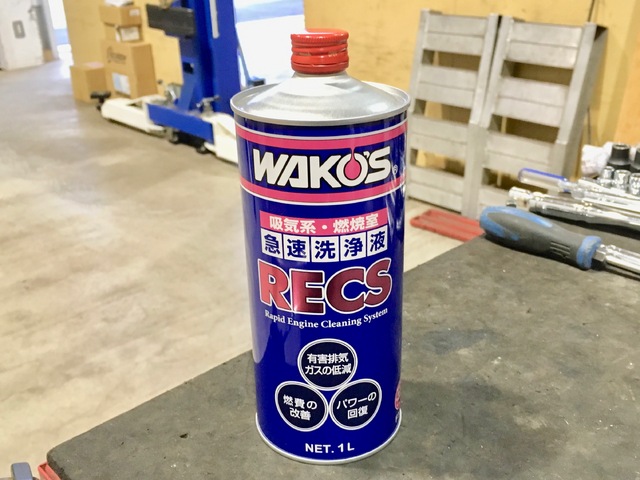 WAKO'S
吸気系・燃焼室
急速洗浄液
RECS
Rapid Engine Cleaning System
有害排気
ガスの低減
燃費の
改善
パワーの
回復
NET. 1L